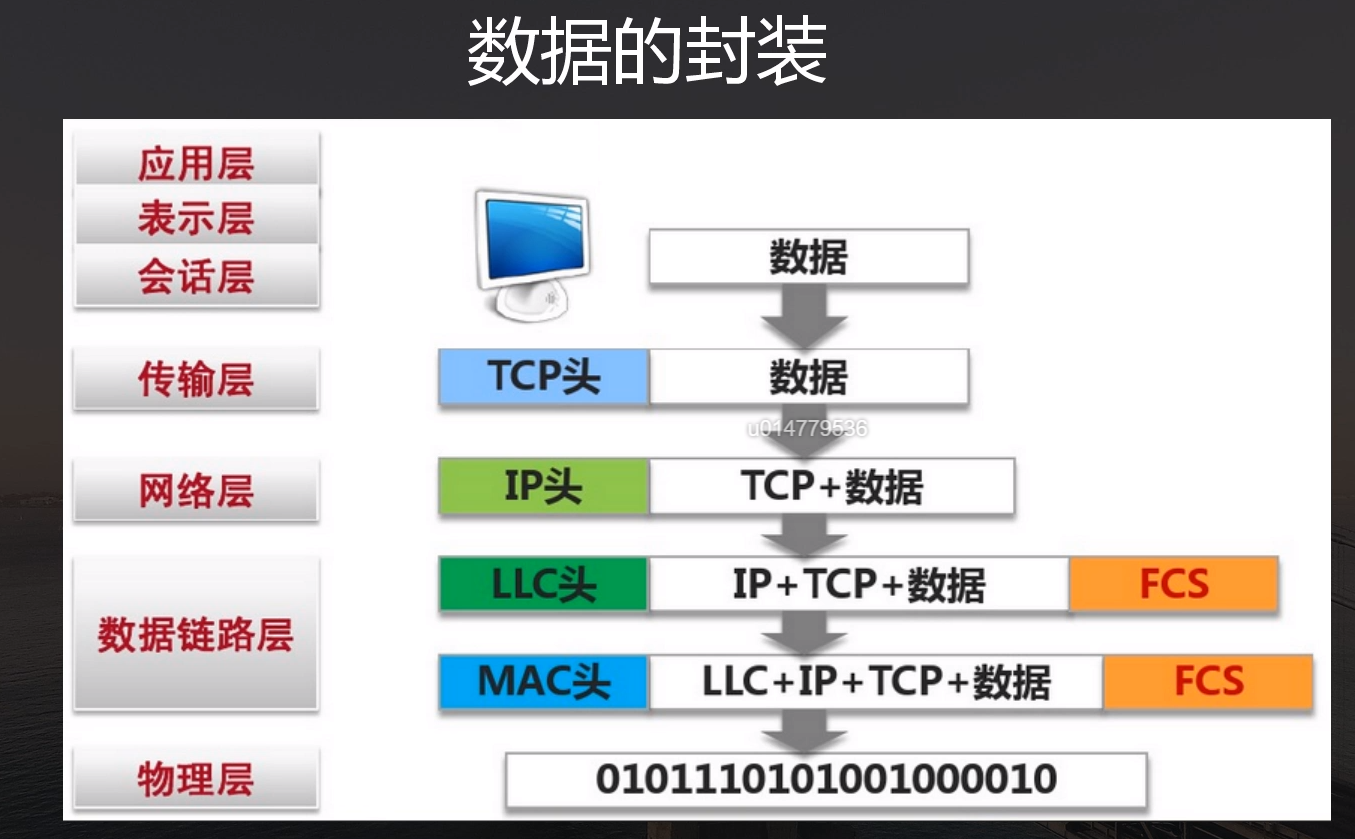 数据的封装
应用层
表示层
会话层
数据
传输层
TCP头 数据
u014779536
网络层
IP头 TCP+数据
数据链路层
LLC头 IP+TCP+数据 FCS
MAC头 LLC+IP+TCP+数据 FCS
物理层
0101110101001000010